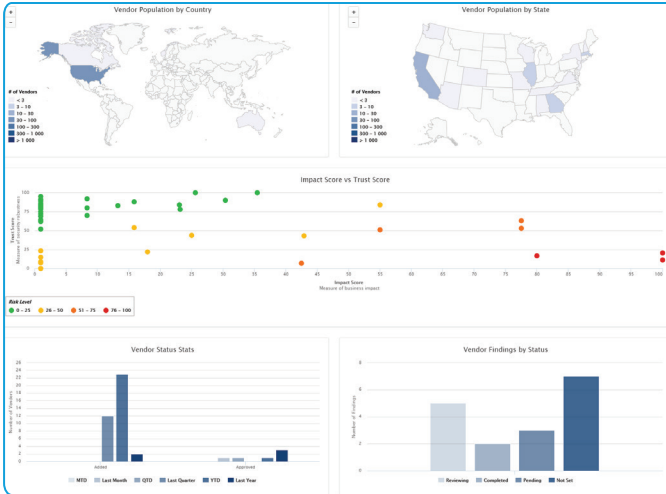 Vendor Population by Country
+
−
# of Vendors
< 2
2 – 10
10 – 30
30 – 100
100 – 300
300 – 1 000
> 1 000
Vendor Population by State
+
−
# of Vendors
< 2
2 – 10
10 – 30
30 – 100
100 – 300
300 – 1 000
> 1 000
Impact Score vs Trust Score
Trust Score
Measure of security robustness
100
75
50
25
0
0 5 10 15 20 25 30 35 40 45 50 55 60 65 70 75 80 85 90 95 100
Impact Score
Measure of business impact
Risk Level
0 – 25 26 – 50 51 – 75 76 – 100
Vendor Status Stats
Number of Vendors
26
24
22
20
18
16
14
12
10
8
6
4
2
0
Added Approved
MTD Last Month QTD Last Quarter YTD Last Year
Vendor Findings by Status
Number of Findings
8
6
4
2
0
Reviewing Completed Pending Not Set